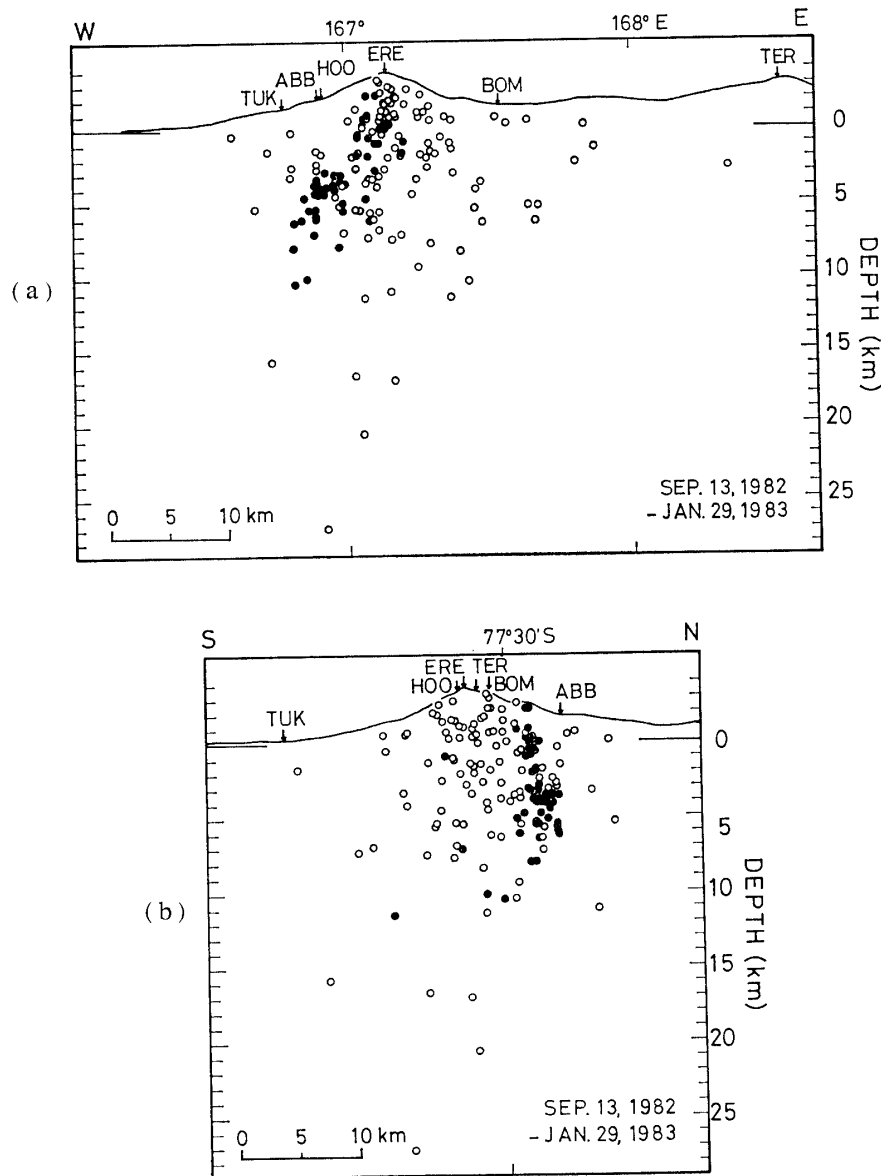 W 167° 168° E E
ERE
HOO
ABB
TUK
BOM
TER
0
5
10
15
20
25
DEPTH (km)
(a)
SEP. 13, 1982
– JAN. 29, 1983
0 5 10 km
S 77°30'S N
ERE TER
HOO BOM
ABB
TUK
0
5
10
15
20
25
DEPTH (km)
(b)
SEP. 13, 1982
– JAN. 29, 1983
0 5 10 km